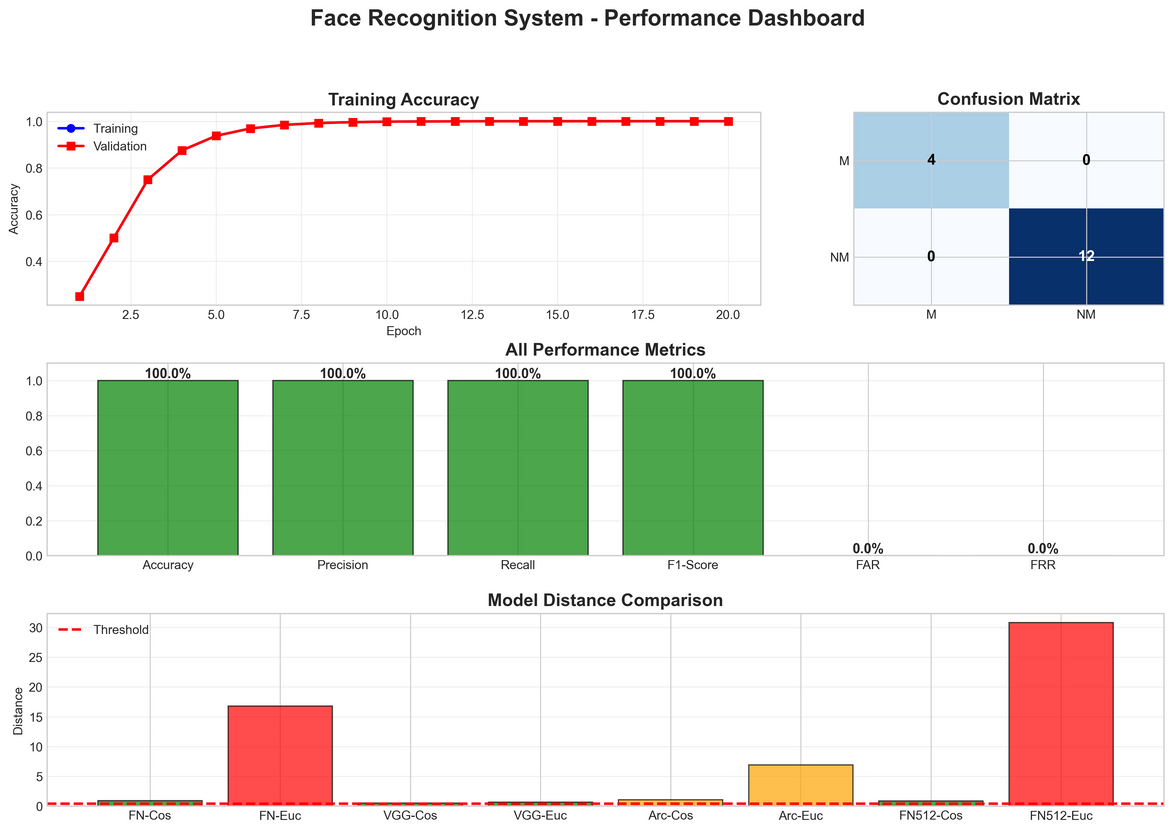 Face Recognition System - Performance Dashboard
Training Accuracy
Training
Validation
Accuracy
1.0
0.8
0.6
0.4
2.5 5.0 7.5 10.0 12.5 15.0 17.5 20.0
Epoch
Confusion Matrix
M 4 0
NM 0 12
M NM
All Performance Metrics
100.0% 100.0% 100.0% 100.0% 0.0% 0.0%
1.0
0.8
0.6
0.4
0.2
0.0
Accuracy Precision Recall F1-Score FAR FRR
Model Distance Comparison
Threshold
Distance
30
25
20
15
10
5
0
FN-Cos FN-Euc VGG-Cos VGG-Euc Arc-Cos Arc-Euc FN512-Cos FN512-Euc